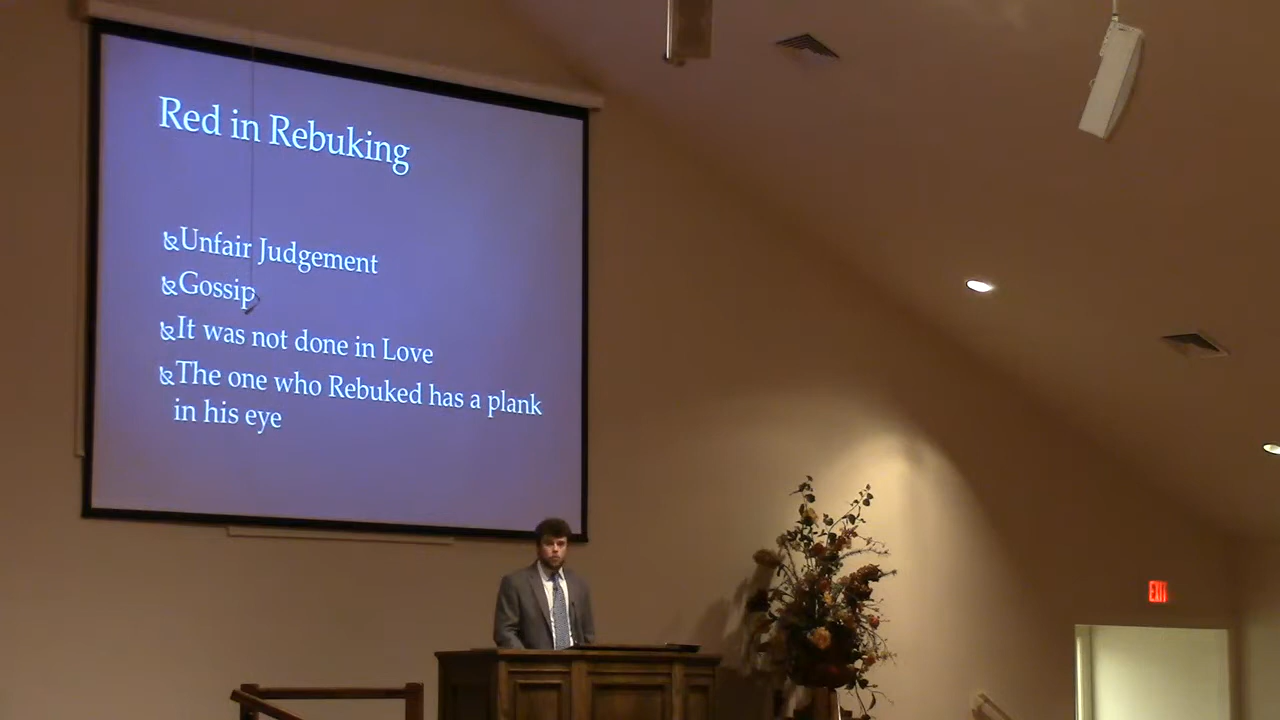 Red in Rebuking
Unfair Judgement
Gossip
It was not done in Love
The one who Rebuked has a plank
in his eye
EXIT